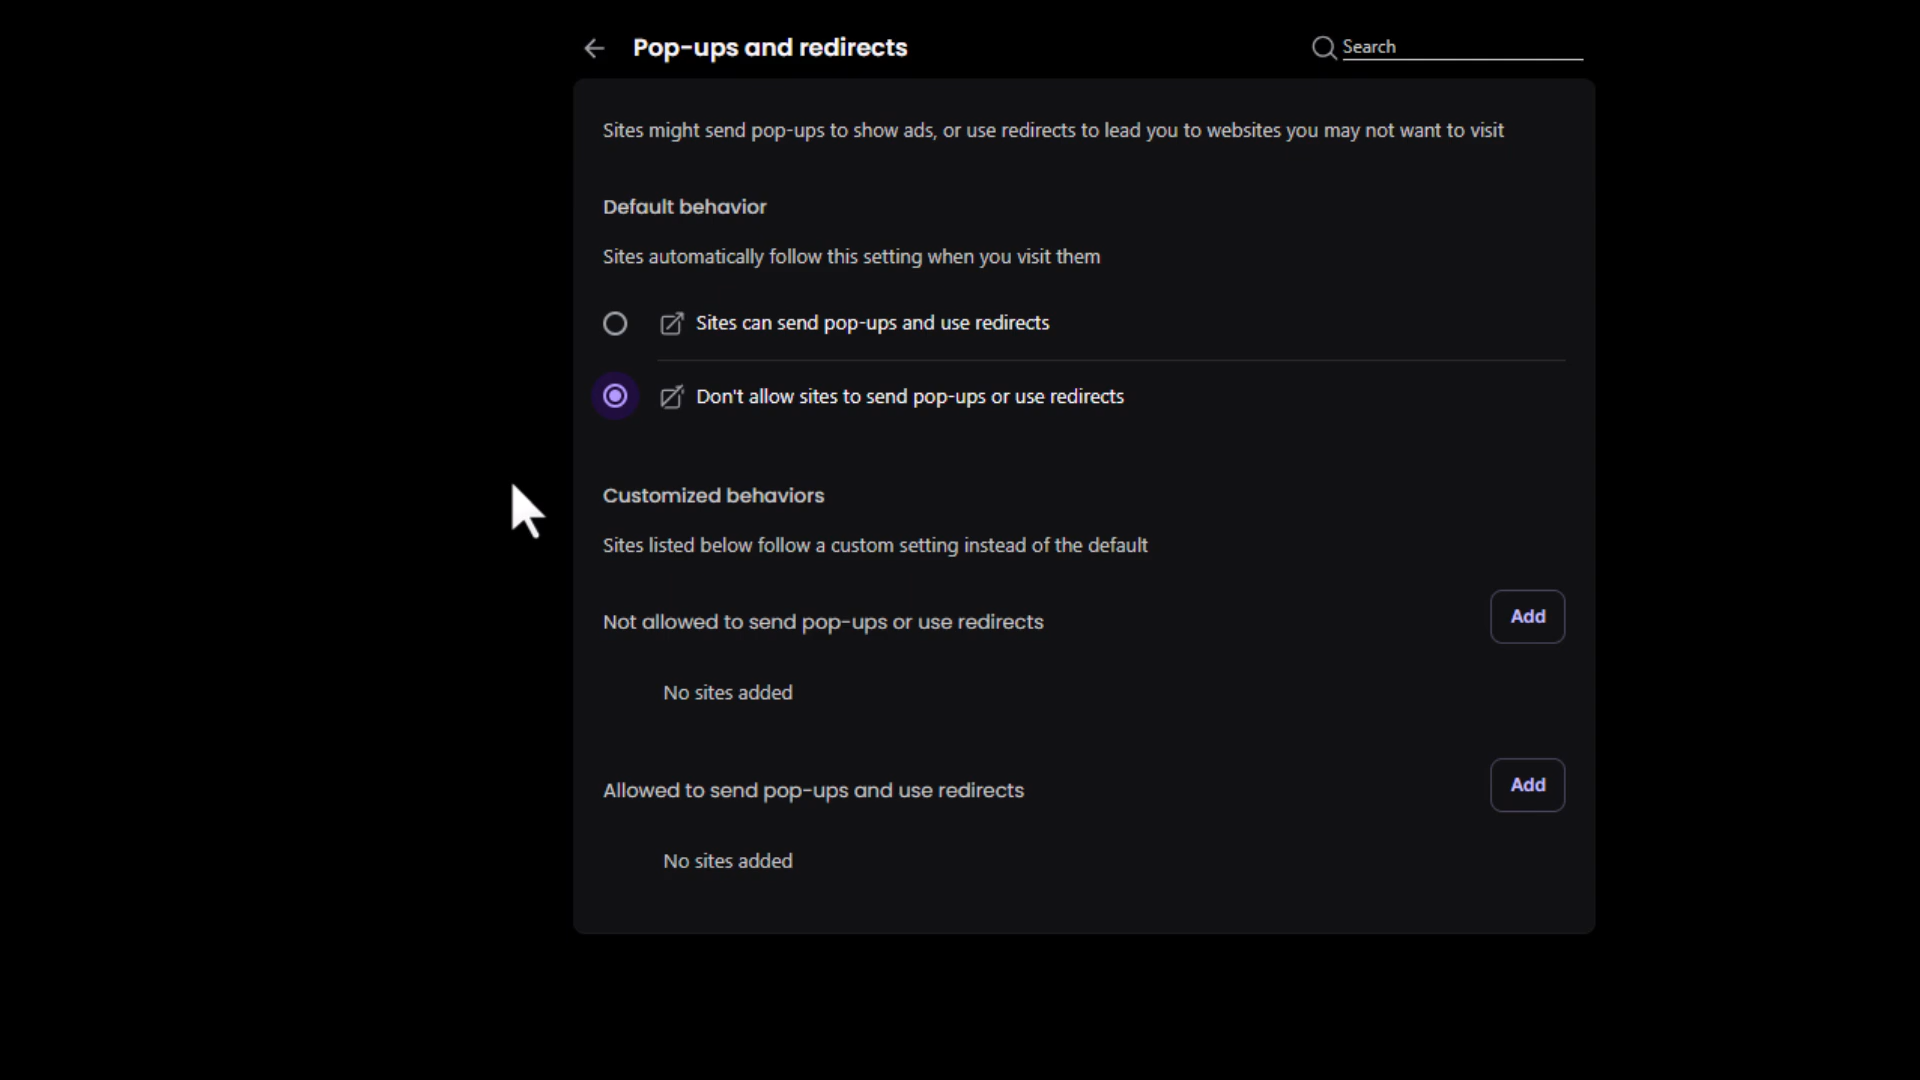 Pop-ups and redirects
Search
Sites might send pop-ups to show ads, or use redirects to lead you to websites you may not want to visit
Default behavior
Sites automatically follow this setting when you visit them
Sites can send pop-ups and use redirects
Don't allow sites to send pop-ups or use redirects
Customized behaviors
Sites listed below follow a custom setting instead of the default
Not allowed to send pop-ups or use redirects
Add
No sites added
Allowed to send pop-ups and use redirects
Add
No sites added